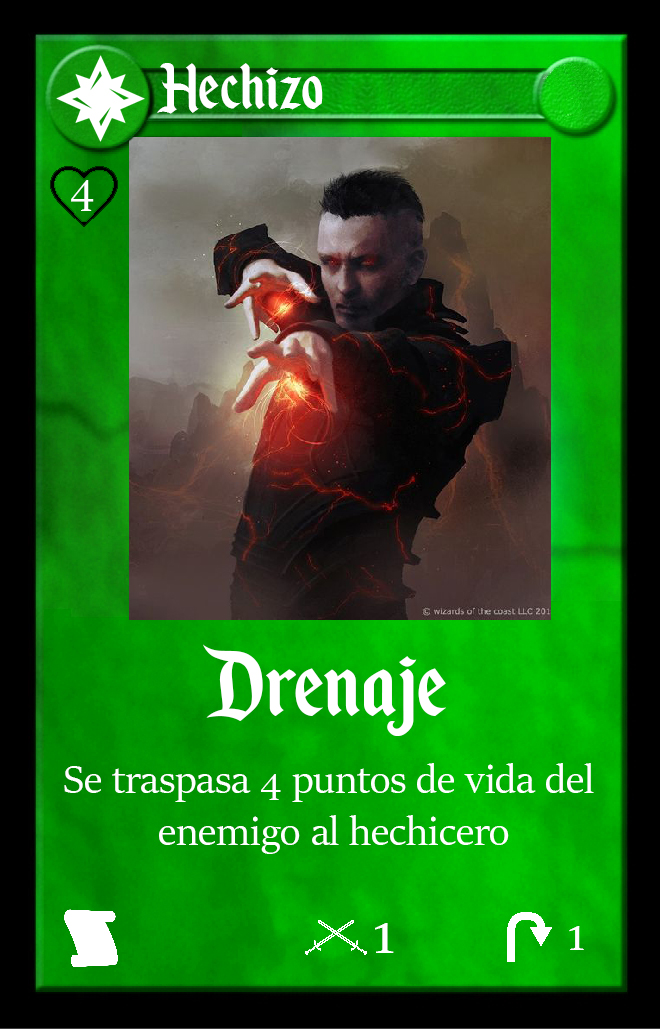 Hechizo
4
© wizards of the coast LLC 201
Drenaje
Se traspasa 4 puntos de vida del
enemigo al hechicero
1 1